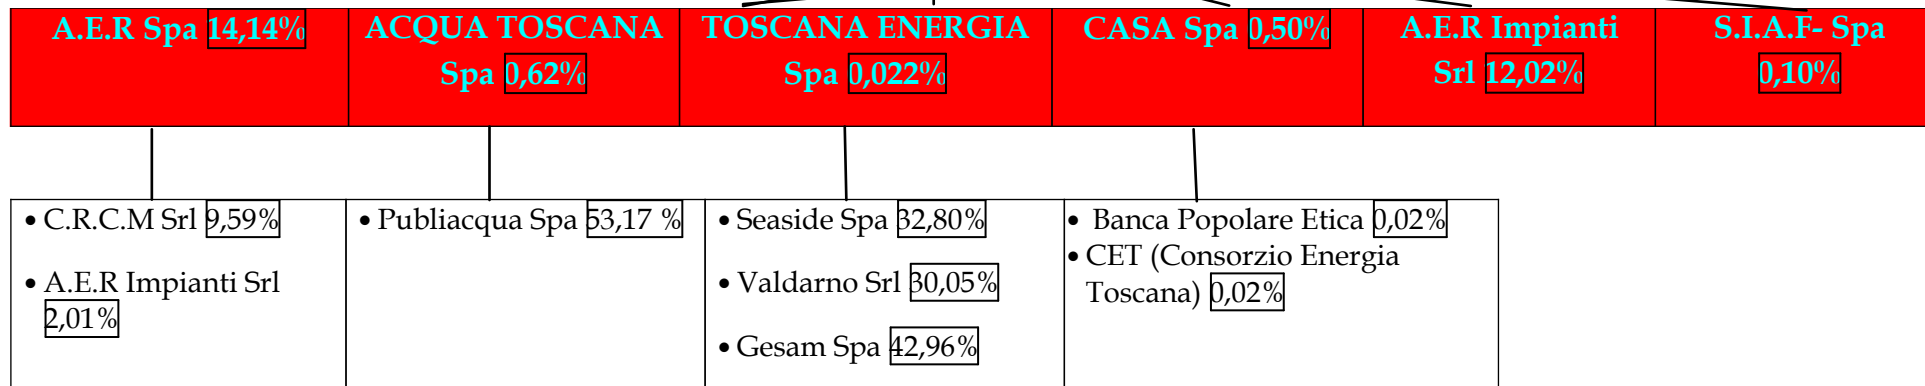 A.E.R Spa 14,14%
ACQUA TOSCANA
Spa 0,62%
TOSCANA ENERGIA
Spa 0,022%
CASA Spa 0,50%
A.E.R Impianti
Srl 12,02%
S.I.A.F- Spa
0,10%
• C.R.C.M Srl 9,59%
• A.E.R Impianti Srl
2,01%
• Publiacqua Spa 53,17 %
• Seaside Spa 32,80%
• Valdarno Srl 30,05%
• Gesam Spa 42,96%
• Banca Popolare Etica 0,02%
• CET (Consorzio Energia
Toscana) 0,02%